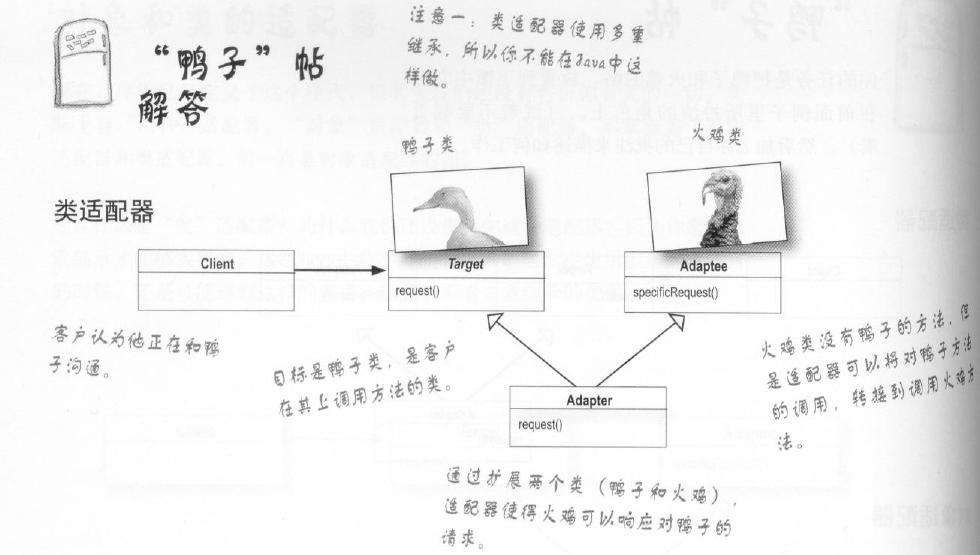 “鸭子”帖
解答
注意一：类适配器使用多重
继承，所以你不能在Java中这
样做。
鸭子类
火鸡类
类适配器
Client
Target
request()
Adaptee
specificRequest()
客户认为他正在和鸭
子沟通。
目标是鸭子类，是客户
在其上调用方法的类。
Adapter
request()
火鸡类没有鸭子的方法，但
是适配器可以将对鸭子方法
的调用，转接到调用火鸡方
法。
通过扩展两个类（鸭子和火鸡），
适配器使得火鸡可以响应对鸭子的
请求。